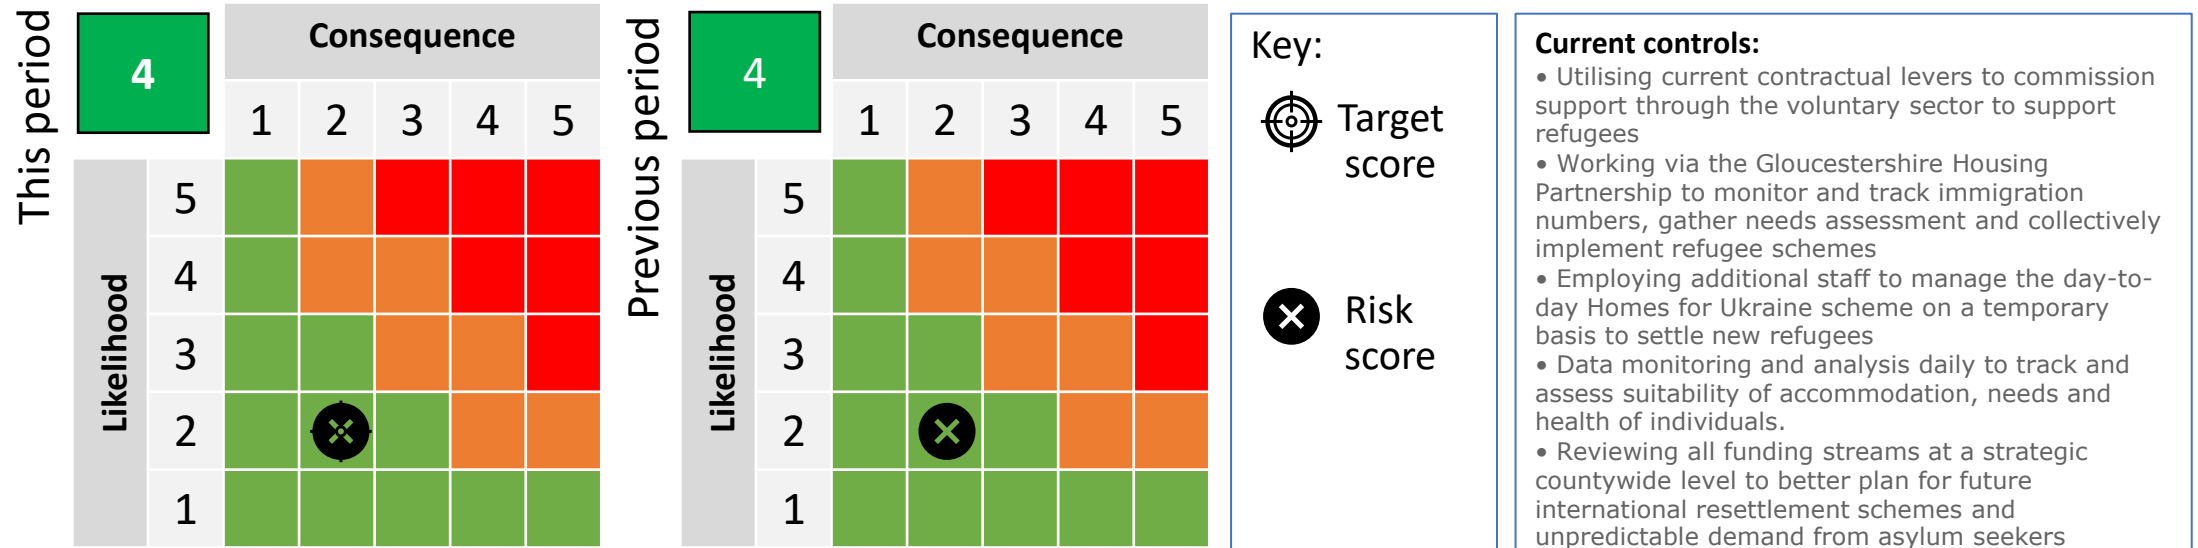 This period
4
Consequence
1 2 3 4 5
Likelihood
5
4
3
2
1
Previous period
4
Consequence
1 2 3 4 5
Likelihood
5
4
3
2
1
Key:
Target
score
Risk
score
Current controls:
• Utilising current contractual levers to commission
support through the voluntary sector to support
refugees
• Working via the Gloucestershire Housing
Partnership to monitor and track immigration
numbers, gather needs assessment and collectively
implement refugee schemes
• Employing additional staff to manage the day-to-
day Homes for Ukraine scheme on a temporary
basis to settle new refugees
• Data monitoring and analysis daily to track and
assess suitability of accommodation, needs and
health of individuals.
• Reviewing all funding streams at a strategic
countywide level to better plan for future
international resettlement schemes and
unpredictable demand from asylum seekers